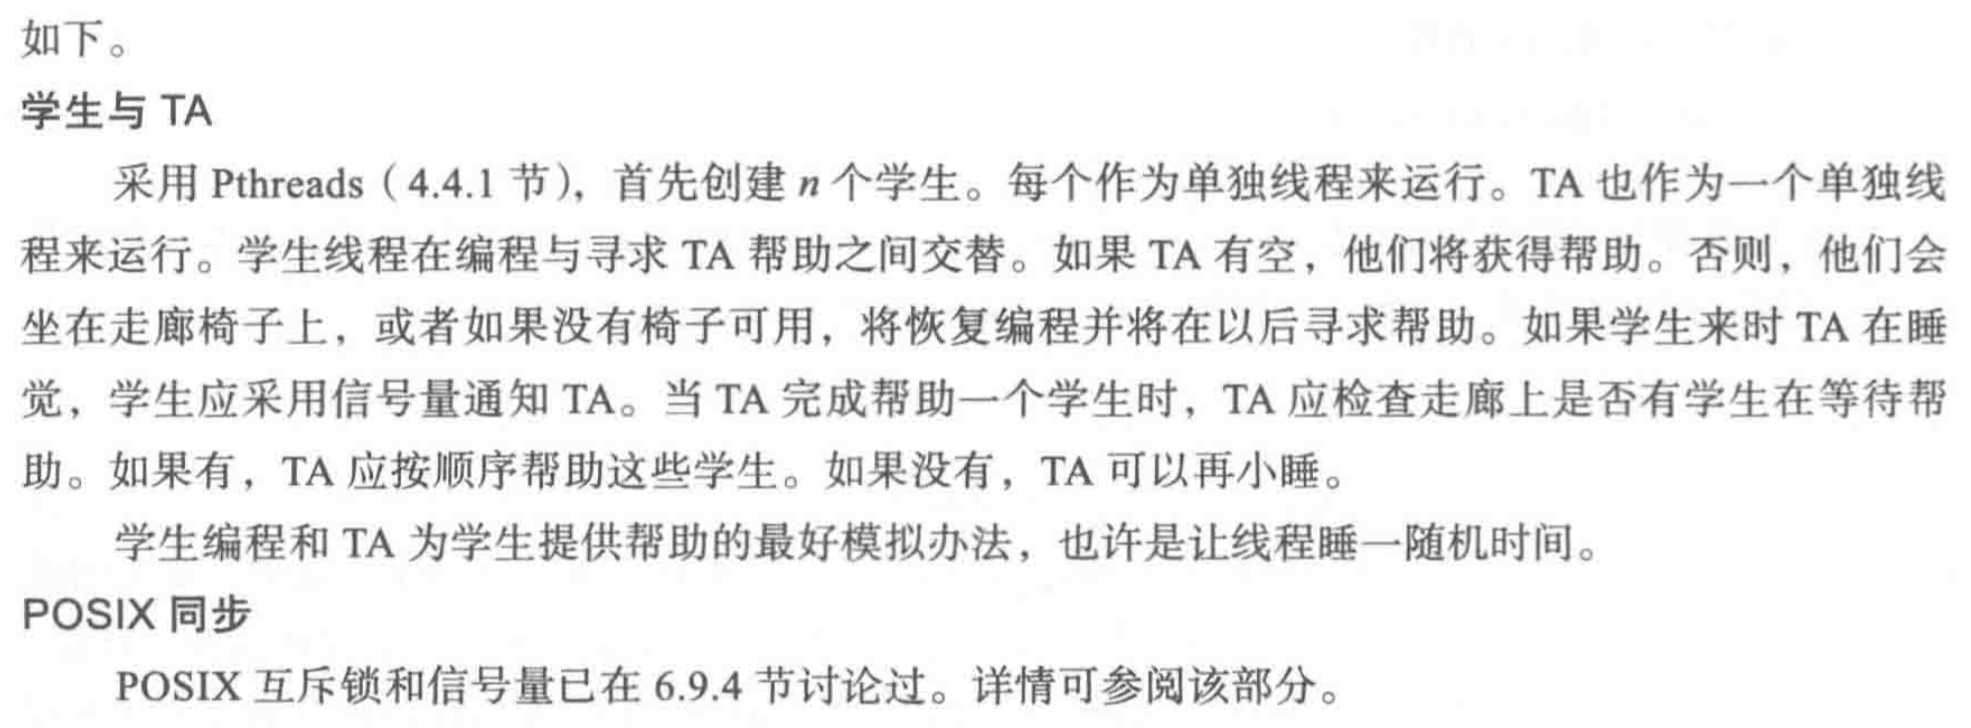 如下。
学生与 TA
采用 Pthreads（4.4.1 节），首先创建 n 个学生。每个作为单独线程来运行。TA 也作为一个单独线
程来运行。学生线程在编程与寻求 TA 帮助之间交替。如果 TA 有空，他们将获得帮助。否则，他们会
坐在走廊椅子上，或者如果没有椅子可用，将恢复编程并将在以后寻求帮助。如果学生来时 TA 在睡
觉，学生应采用信号量通知 TA。当 TA 完成帮助一个学生时，TA 应检查走廊上是否有学生在等待帮
助。如果有，TA 应按顺序帮助这些学生。如果没有，TA 可以再小睡。
学生编程和 TA 为学生提供帮助的最好模拟办法，也许是让线程睡一随机时间。
POSIX 同步
POSIX 互斥锁和信号量已在 6.9.4 节讨论过。详情可参阅该部分。